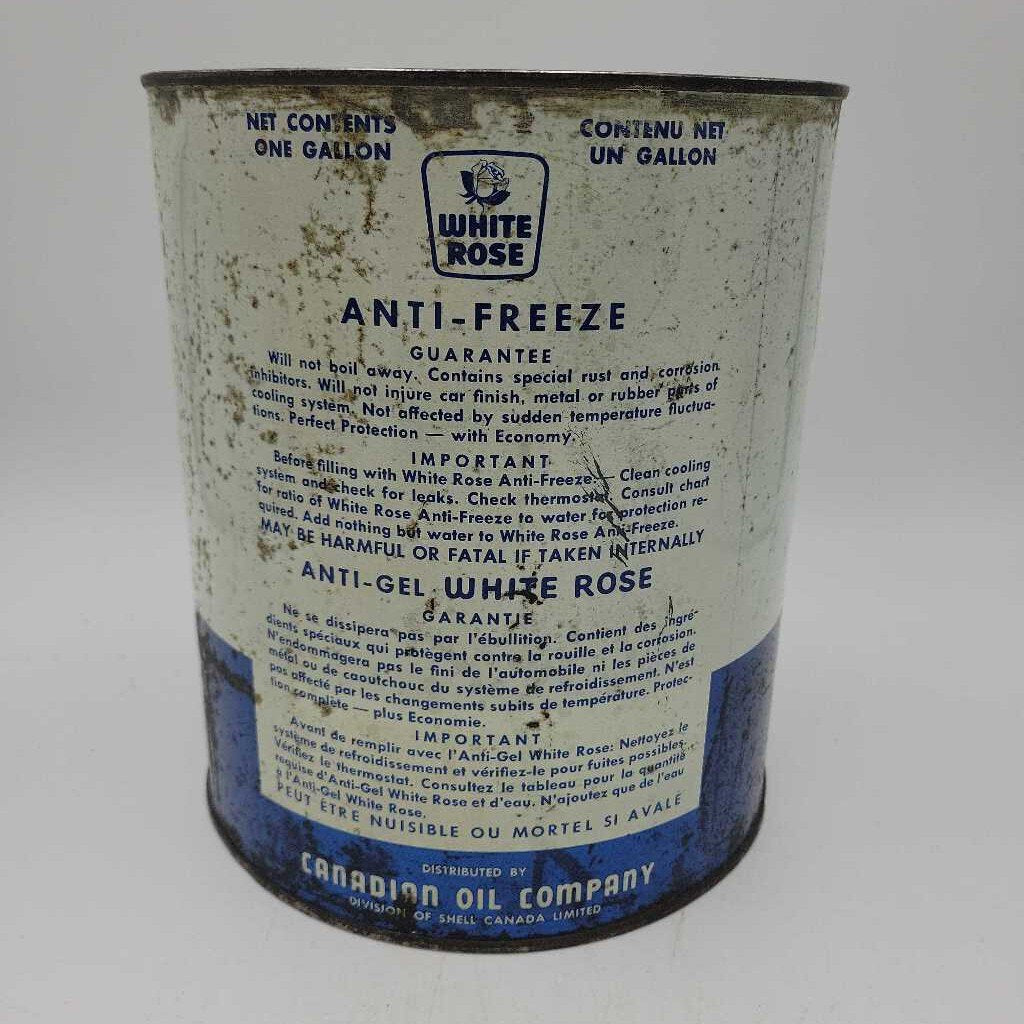 NET CONTENTS
ONE GALLON
CONTENU NET
UN GALLON
WHITE
ROSE
ANTI-FREEZE
GUARANTEE
Will not boil away. Contains special rust and corrosion
inhibitors. Will not injure car finish, metal or rubber parts of
cooling system. Not affected by sudden temperature fluctua-
tions. Perfect Protection — with Economy.
IMPORTANT
Before filling with White Rose Anti-Freeze — Clean cooling
system and check for leaks. Check thermostat. Consult chart
for ratio of White Rose Anti-Freeze to water for protection re-
quired. Add nothing but water to White Rose Anti-Freeze.
MAY BE HARMFUL OR FATAL IF TAKEN INTERNALLY
ANTI-GEL WHITE ROSE
GARANTIE
Ne se dissipera pas par l'ébullition. Contient des ingré-
dients spéciaux qui protègent contre la rouille et la corrosion.
N'endommagera pas le fini de l'automobile ni les pièces de
métal ou de caoutchouc du système de refroidissement. N'est
pas affecté par les changements subits de température. Protec-
tion complète — plus Economie.
IMPORTANT
Avant de remplir avec l'Anti-Gel White Rose: Nettoyez le
système de refroidissement et vérifiez-le pour fuites possibles.
Vérifiez le thermostat. Consultez le tableau pour la quantité
requise d'Anti-Gel White Rose et d'eau. N'ajoutez que de l'eau
à l'Anti-Gel White Rose.
PEUT ÊTRE NUISIBLE OU MORTEL SI AVALÉ
DISTRIBUTED BY
CANADIAN OIL COMPANY
DIVISION OF SHELL CANADA LIMITED